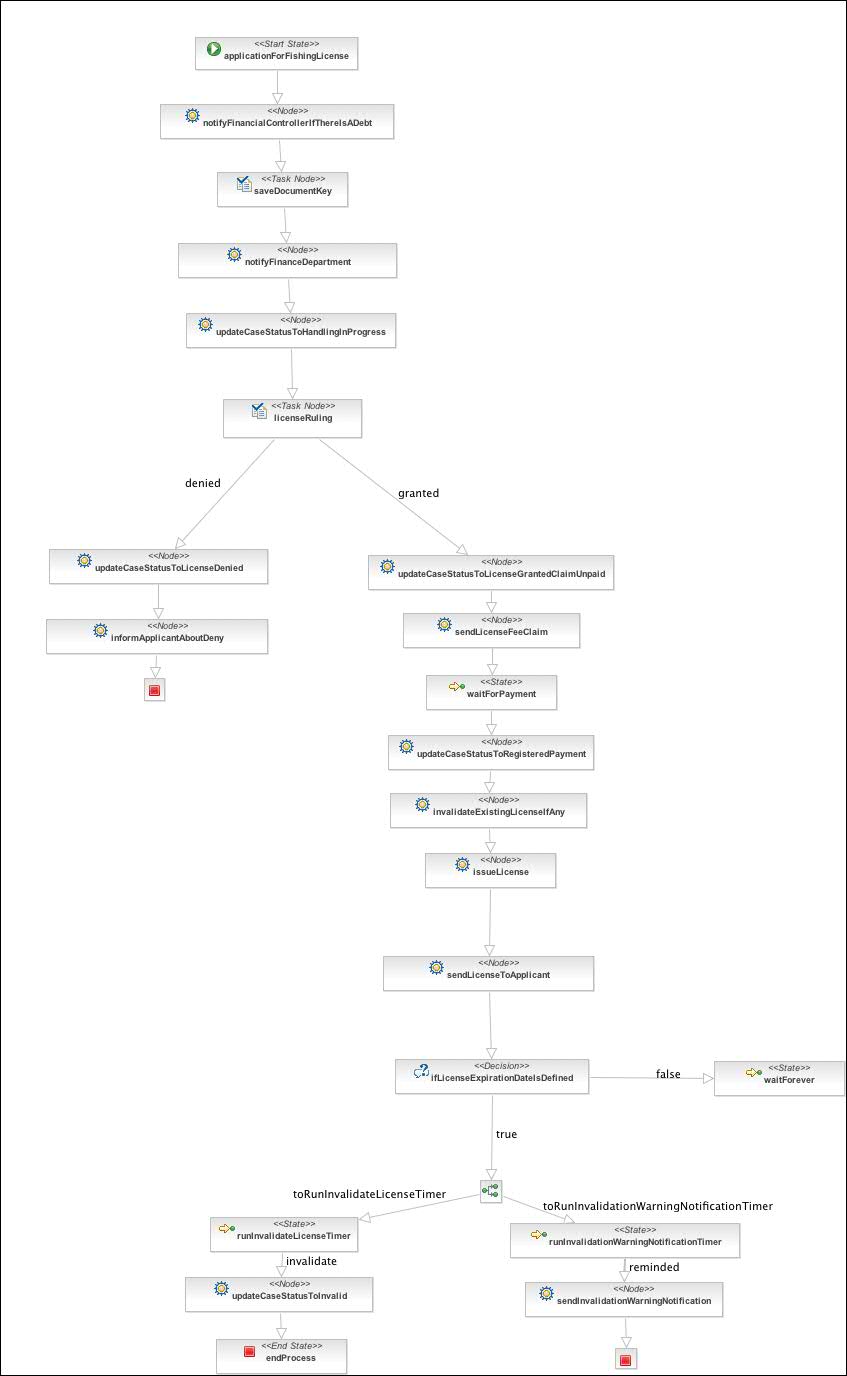 <<Start State>>
applicationForFishingLicense
<<Node>>
notifyFinancialControllerIfThereIsADebt
<<Task Node>>
saveDocumentKey
<<Node>>
notifyFinanceDepartment
<<Node>>
updateCaseStatusToHandlingInProgress
<<Task Node>>
licenseRuling
denied
granted
<<Node>>
updateCaseStatusToLicenseDenied
<<Node>>
informApplicantAboutDeny
<<Node>>
updateCaseStatusToLicenseGrantedClaimUnpaid
<<Node>>
sendLicenseFeeClaim
<<State>>
waitForPayment
<<Node>>
updateCaseStatusToRegisteredPayment
<<Node>>
invalidateExistingLicenseIfAny
<<Node>>
issueLicense
<<Node>>
sendLicenseToApplicant
<<Decision>>
ifLicenseExpirationDateIsDefined
false
<<State>>
waitForever
true
toRunInvalidateLicenseTimer
toRunInvalidationWarningNotificationTimer
<<State>>
runInvalidateLicenseTimer
invalidate
<<Node>>
updateCaseStatusToInvalid
<<End State>>
endProcess
<<State>>
runInvalidationWarningNotificationTimer
reminded
<<Node>>
sendInvalidationWarningNotification